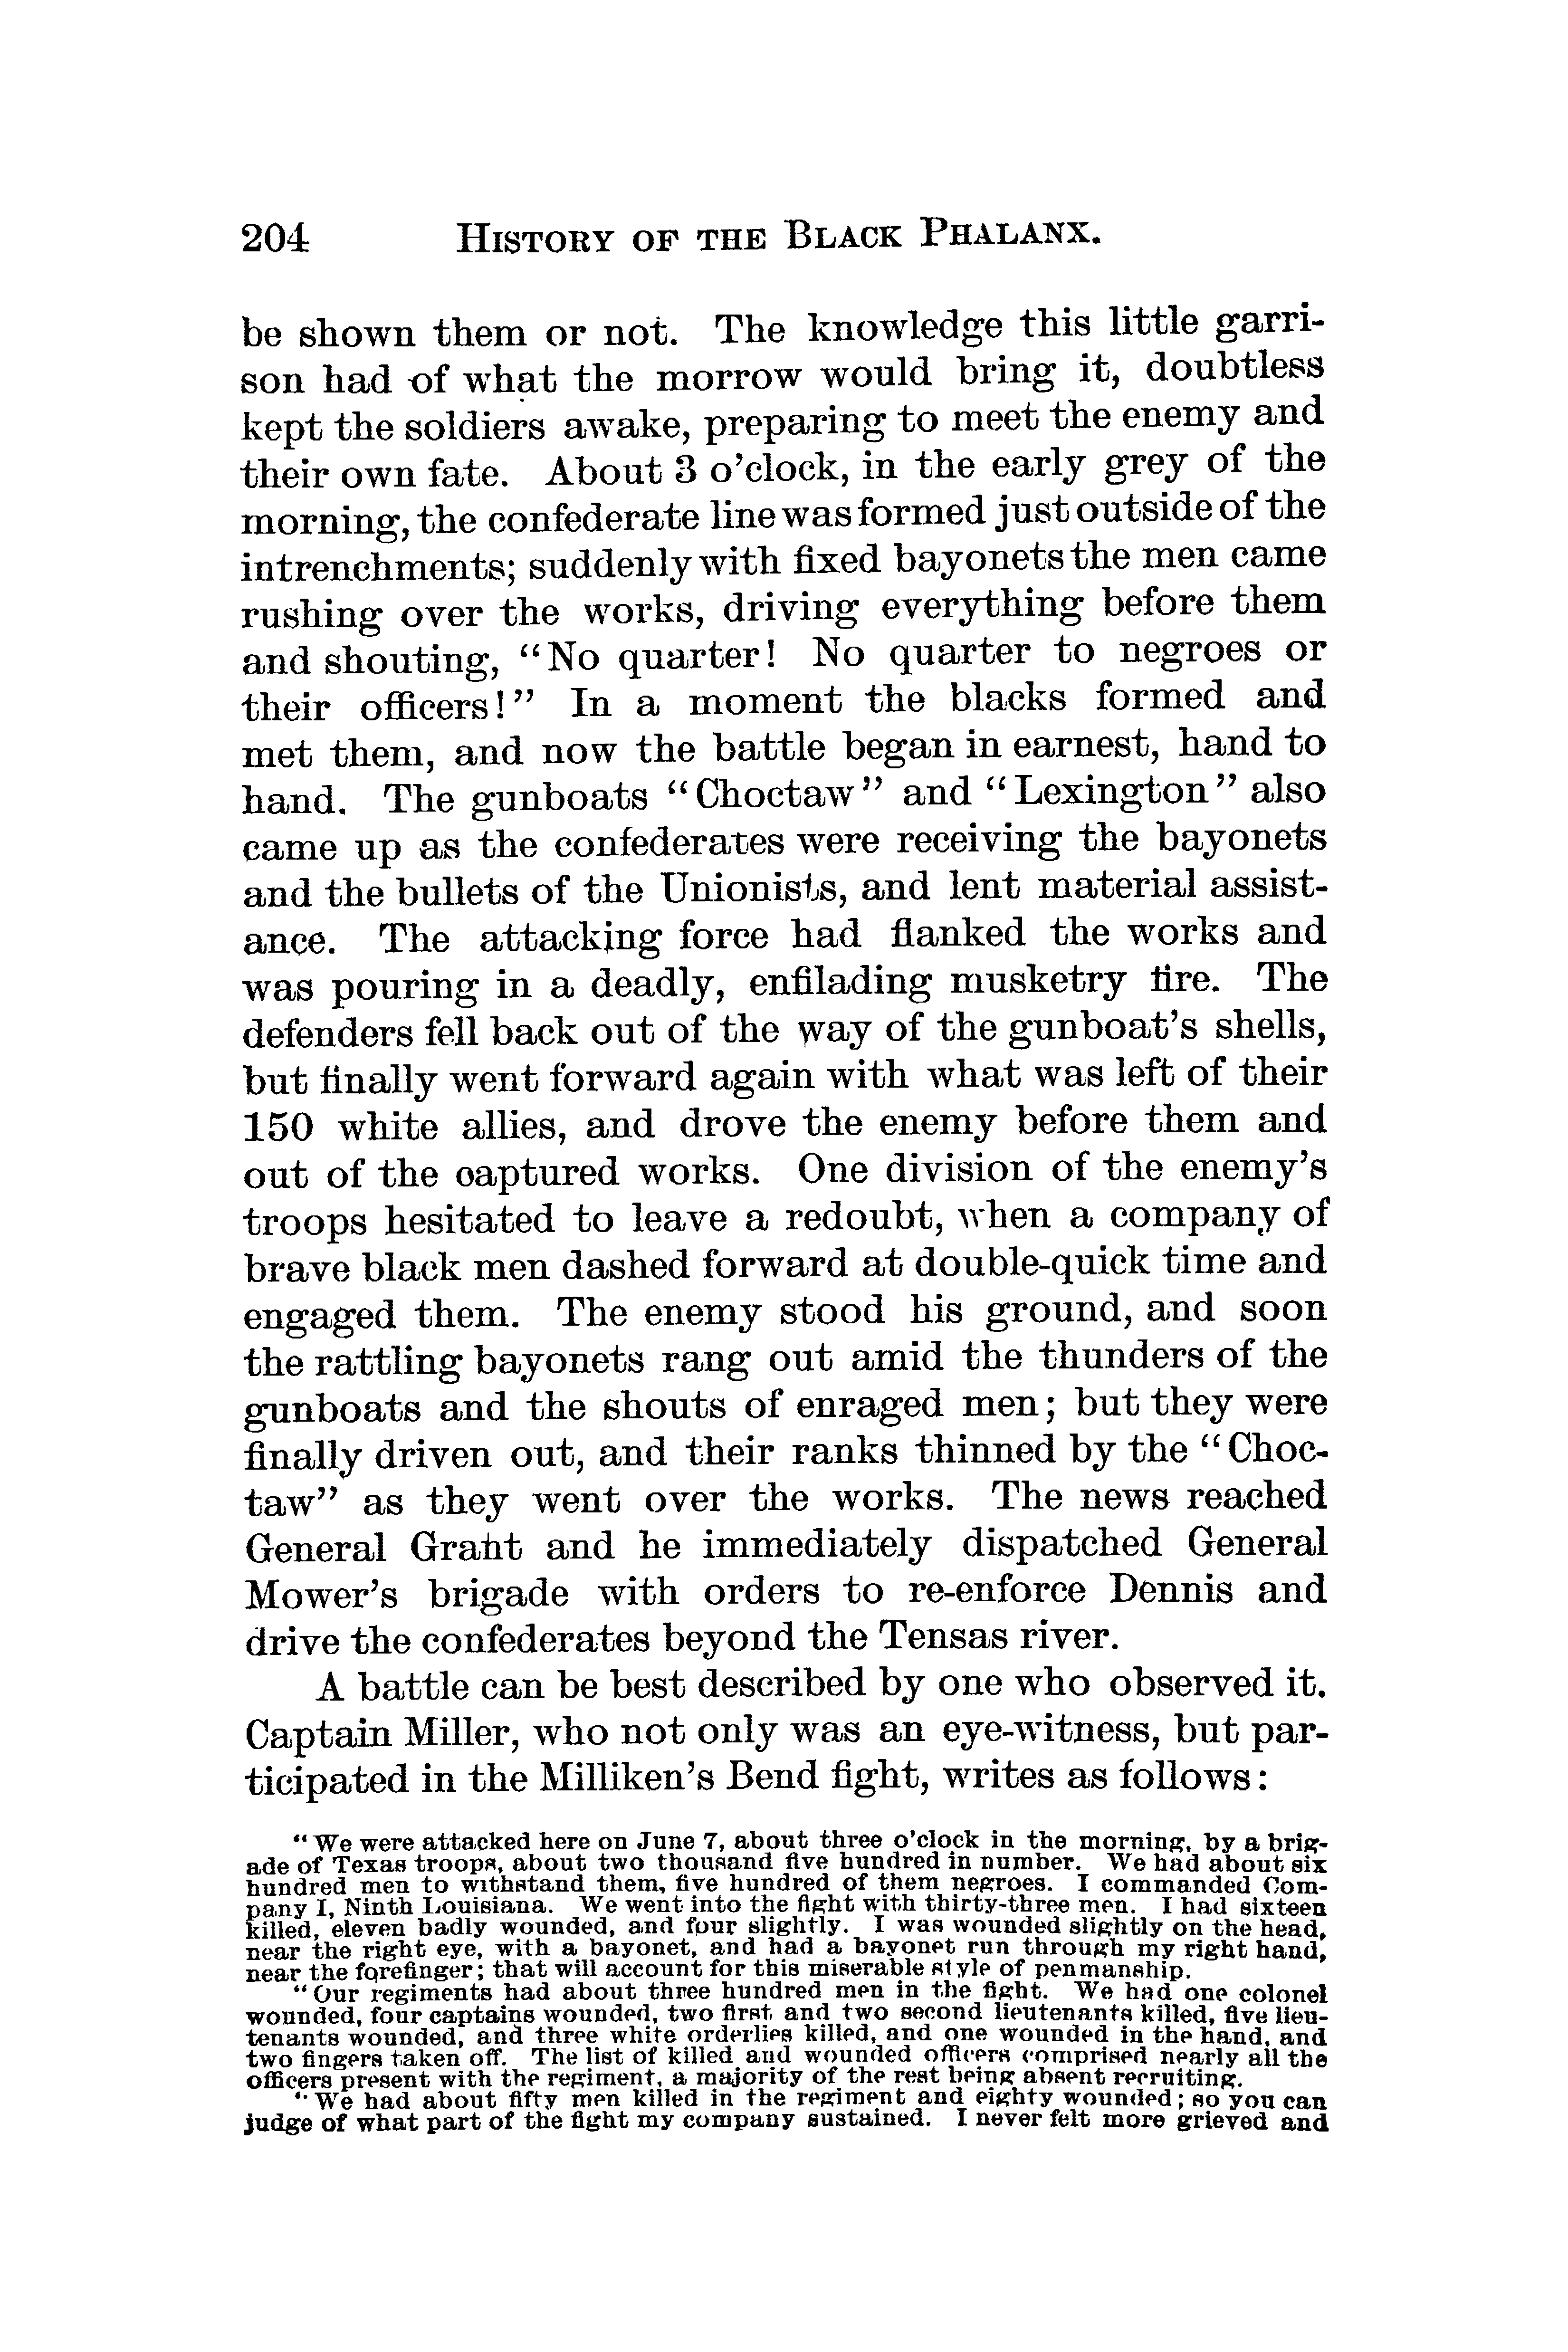 204 HISTORY OF THE BLACK PHALANX.
be shown them or not. The knowledge this little garri-
son had of what the morrow would bring it, doubtless
kept the soldiers awake, preparing to meet the enemy and
their own fate. About 3 o'clock, in the early grey of the
morning, the confederate line was formed just outside of the
intrenchments; suddenly with fixed bayonets the men came
rushing over the works, driving everything before them
and shouting, “No quarter! No quarter to negroes or
their officers!” In a moment the blacks formed and
met them, and now the battle began in earnest, hand to
hand. The gunboats “Choctaw” and “Lexington” also
came up as the confederates were receiving the bayonets
and the bullets of the Unionists, and lent material assist-
ance. The attacking force had flanked the works and
was pouring in a deadly, enfilading musketry fire. The
defenders fell back out of the way of the gunboat's shells,
but finally went forward again with what was left of their
150 white allies, and drove the enemy before them and
out of the captured works. One division of the enemy's
troops hesitated to leave a redoubt, when a company of
brave black men dashed forward at double-quick time and
engaged them. The enemy stood his ground, and soon
the rattling bayonets rang out amid the thunders of the
gunboats and the shouts of enraged men; but they were
finally driven out, and their ranks thinned by the “Choc-
taw” as they went over the works. The news reached
General Grant and he immediately dispatched General
Mower's brigade with orders to re-enforce Dennis and
drive the confederates beyond the Tensas river.
A battle can be best described by one who observed it.
Captain Miller, who not only was an eye-witness, but par-
ticipated in the Milliken's Bend fight, writes as follows:
“We were attacked here on June 7, about three o'clock in the morning, by a brig-
ade of Texas troops, about two thousand five hundred in number. We had about six
hundred men to withstand them, five hundred of them negroes. I commanded Com-
pany I, Ninth Louisiana. We went into the fight with thirty-three men. I had sixteen
killed, eleven badly wounded, and four slightly. I was wounded slightly on the head,
near the right eye, with a bayonet, and had a bayonet run through my right hand,
near the forefinger; that will account for this miserable style of penmanship.
“Our regiments had about three hundred men in the fight. We had one colonel
wounded, four captains wounded, two first and two second lieutenants killed, five lieu-
tenants wounded, and three white orderlies killed, and one wounded in the hand, and
two fingers taken off. The list of killed and wounded officers comprised nearly all the
officers present with the regiment, a majority of the rest being absent recruiting.
“We had about fifty men killed in the regiment and eighty wounded; so you can
judge of what part of the fight my company sustained. I never felt more grieved and